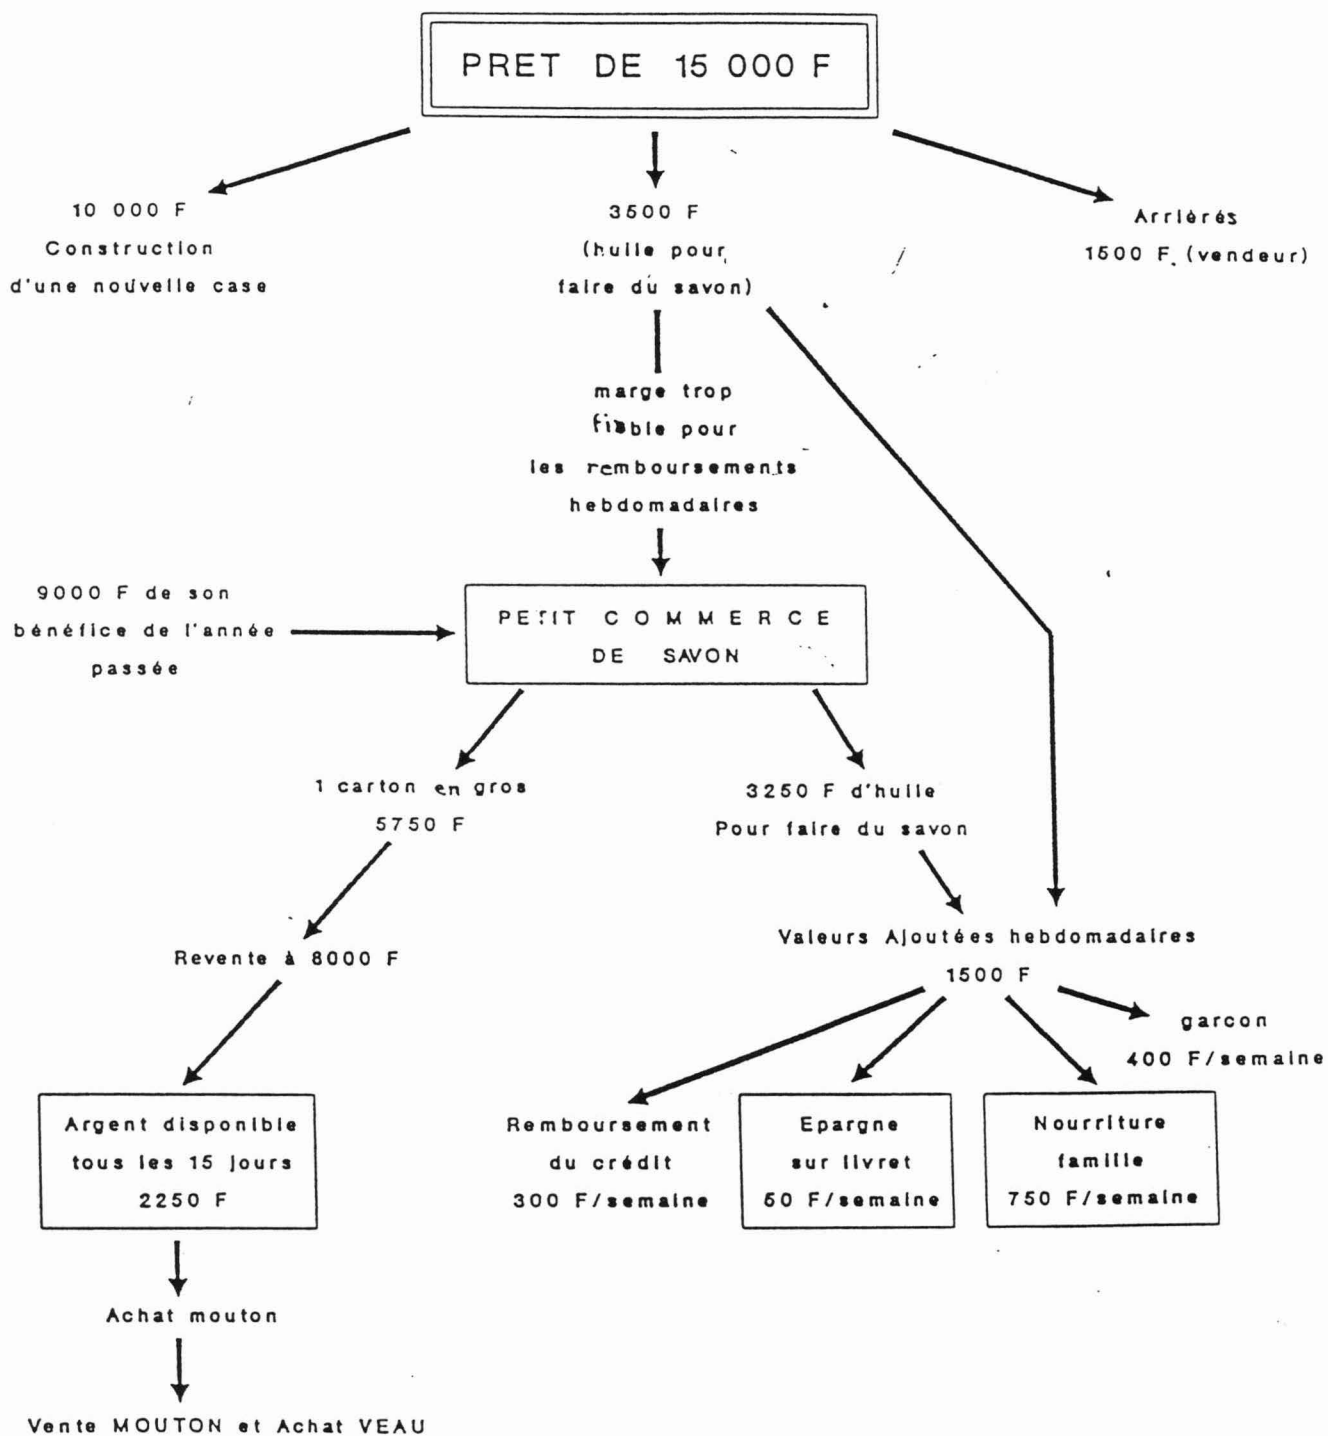 PRET DE 15 000 F
10 000 F
Construction
d'une nouvelle case
3500 F
(huile pour
faire du savon)
Arriérés
1500 F. (vendeur)
marge trop
fiable pour
les remboursements
hebdomadaires
9000 F de son
bénéfice de l'année
passée
PETIT COMMERCE
DE SAVON
1 carton en gros
5750 F
3250 F d'huile
Pour faire du savon
Revente à 8000 F
Valeurs Ajoutées hebdomadaires
1500 F
garcon
400 F/semaine
Argent disponible
tous les 15 jours
2250 F
Remboursement
du crédit
300 F/semaine
Epargne
sur livret
50 F/semaine
Nourriture
famille
750 F/semaine
Achat mouton
Vente MOUTON et Achat VEAU